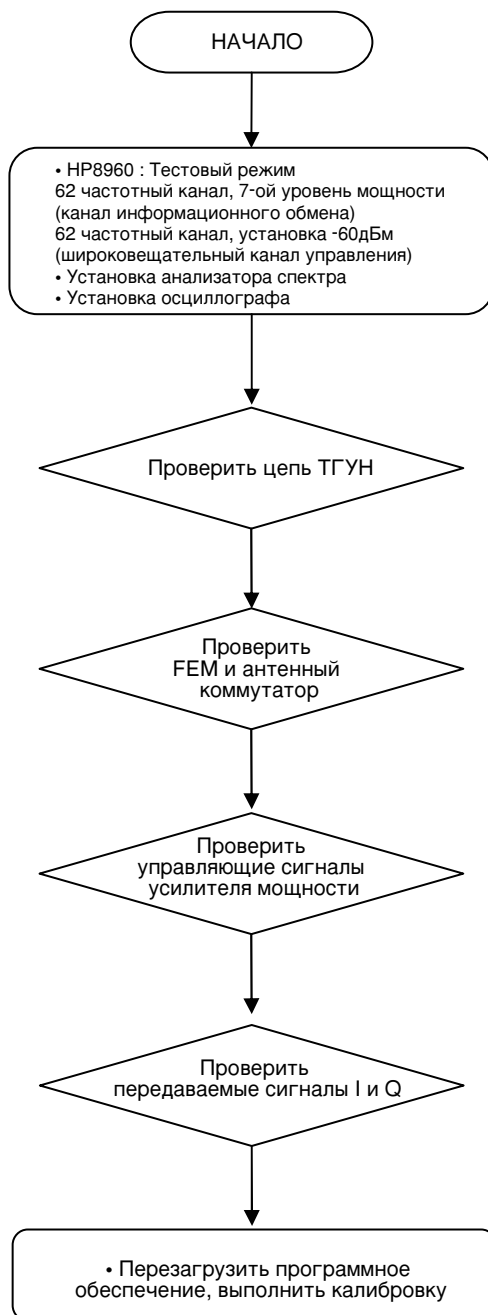 НАЧАЛО
• HP8960 : Тестовый режим
62 частотный канал, 7-ой уровень мощности
(канал информационного обмена)
62 частотный канал, установка -60дБм
(широковещательный канал управления)
• Установка анализатора спектра
• Установка осциллографа
Проверить цепь ТГУН
Проверить
FEM и антенный
коммутатор
Проверить
управляющие сигналы
усилителя мощности
Проверить
передаваемые сигналы I и Q
• Перезагрузить программное
обеспечение, выполнить калибровку